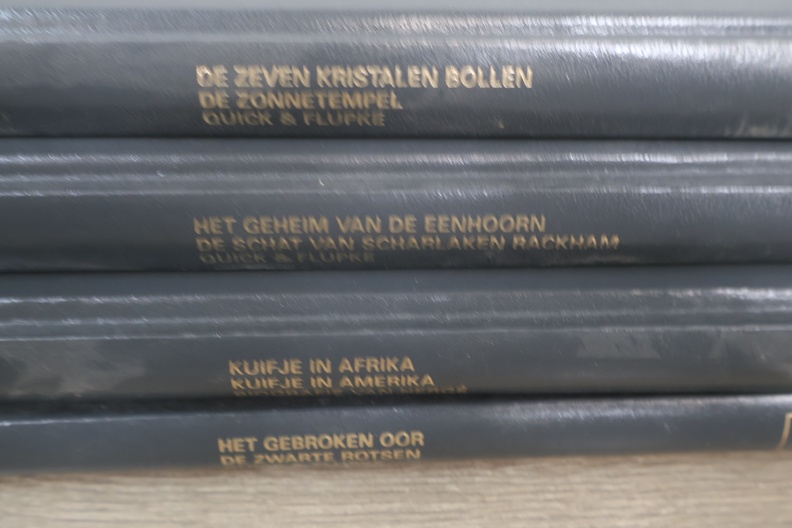 DE ZEVEN KRISTALEN BOLLEN
DE ZONNETEMPEL
QUICK & FLUPKE
HET GEHEIM VAN DE EENHOORN
DE SCHAT VAN SCHARLAKEN RACKHAM
QUICK & FLUPKE
KUIFJE IN AFRIKA
KUIFJE IN AMERIKA
HET GEBROKEN OOR
DE ZWARTE ROTSEN